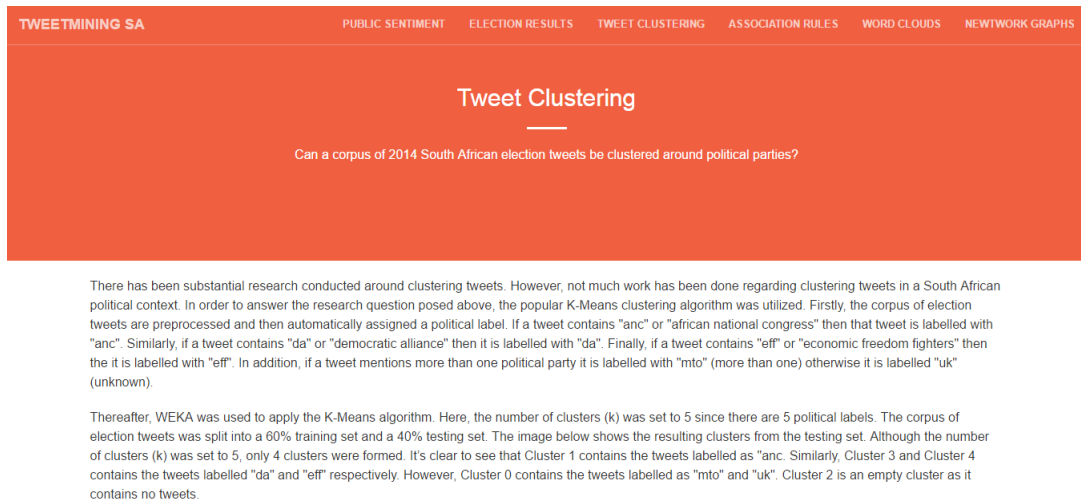 TWEETMINING SA
PUBLIC SENTIMENT ELECTION RESULTS TWEET CLUSTERING ASSOCIATION RULES WORD CLOUDS NEWTWORK GRAPHS
Tweet Clustering
Can a corpus of 2014 South African election tweets be clustered around political parties?
There has been substantial research conducted around clustering tweets. However, not much work has been done regarding clustering tweets in a South African
political context. In order to answer the research question posed above, the popular K-Means clustering algorithm was utilized. Firstly, the corpus of election
tweets are preprocessed and then automatically assigned a political label. If a tweet contains "anc" or "african national congress" then that tweet is labelled with
"anc". Similarly, if a tweet contains "da" or "democratic alliance" then it is labelled with "da". Finally, if a tweet contains "eff" or "economic freedom fighters" then
the it is labelled with "eff". In addition, if a tweet mentions more than one political party it is labelled with "mto" (more than one) otherwise it is labelled "uk"
(unknown).
Thereafter, WEKA was used to apply the K-Means algorithm. Here, the number of clusters (k) was set to 5 since there are 5 political labels. The corpus of
election tweets was split into a 60% training set and a 40% testing set. The image below shows the resulting clusters from the testing set. Although the number
of clusters (k) was set to 5, only 4 clusters were formed. It's clear to see that Cluster 1 contains the tweets labelled as "anc. Similarly, Cluster 3 and Cluster 4
contains the tweets labelled "da" and "eff" respectively. However, Cluster 0 contains the tweets labelled as "mto" and "uk". Cluster 2 is an empty cluster as it
contains no tweets.